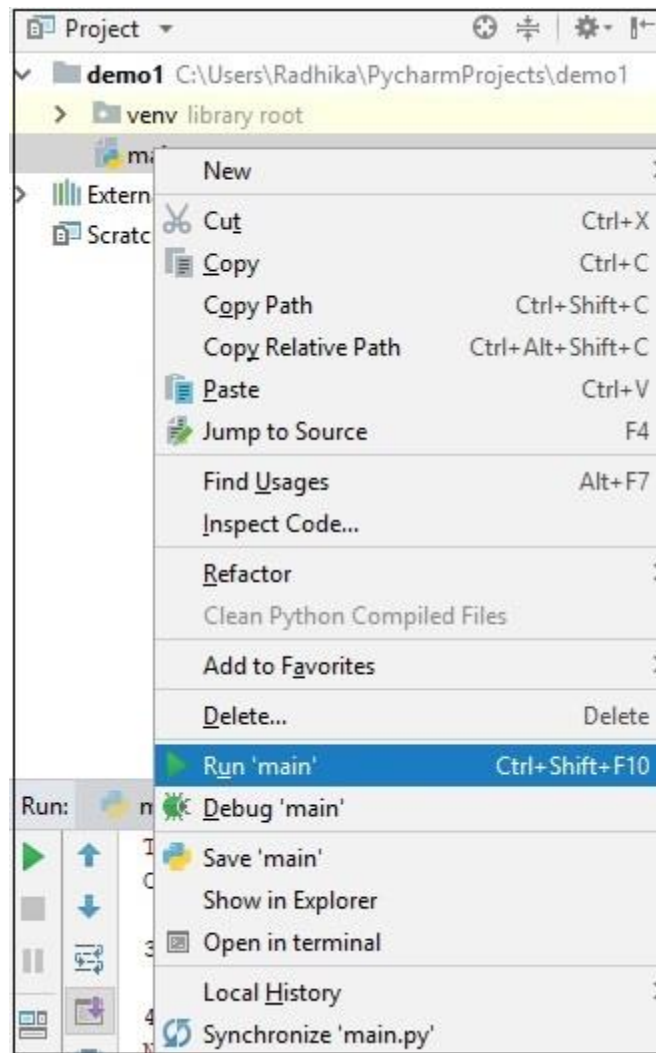 Project
demo1 C:\Users\Radhika\PycharmProjects\demo1
venv library root
New
Cut Ctrl+X
Copy Ctrl+C
Copy Path Ctrl+Shift+C
Copy Relative Path Ctrl+Alt+Shift+C
Paste Ctrl+V
Jump to Source F4
Find Usages Alt+F7
Inspect Code...
Refactor
Clean Python Compiled Files
Add to Favorites
Delete... Delete
Run 'main' Ctrl+Shift+F10
Run:
Debug 'main'
Save 'main'
Show in Explorer
Open in terminal
Local History
Synchronize 'main.py'